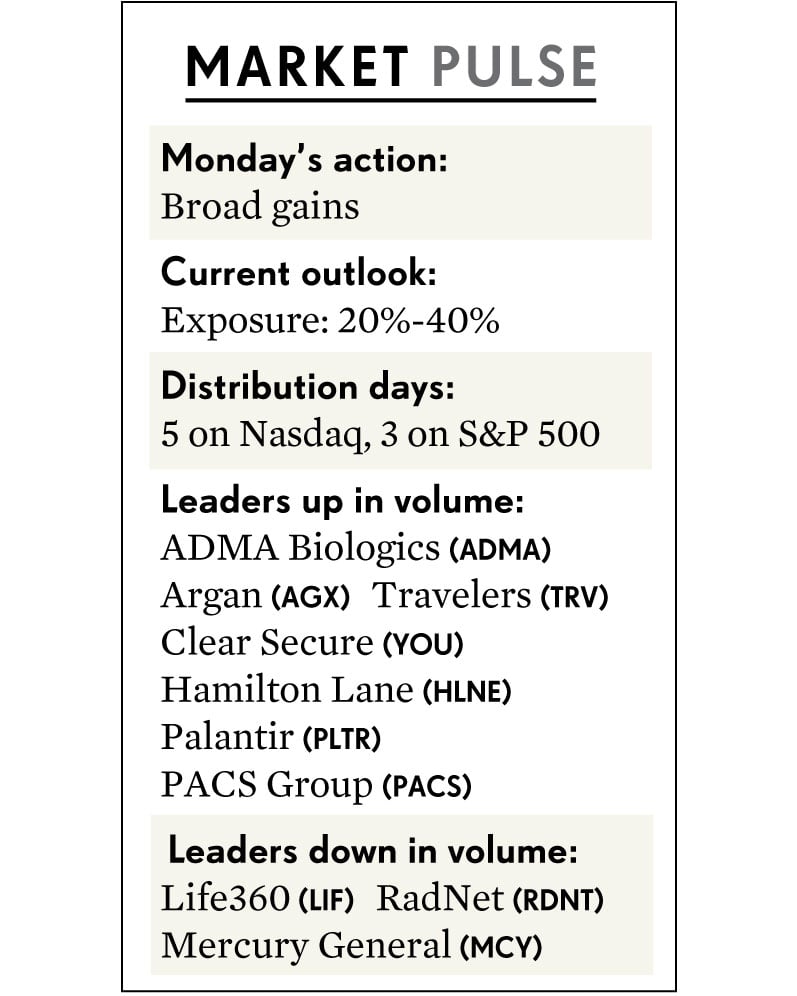 MARKET PULSE
Monday's action:
Broad gains
Current outlook:
Exposure: 20%-40%
Distribution days:
5 on Nasdaq, 3 on S&P 500
Leaders up in volume:
ADMA Biologics (ADMA)
Argan (AGX) Travelers (TRV)
Clear Secure (YOU)
Hamilton Lane (HLNE)
Palantir (PLTR)
PACS Group (PACS)
Leaders down in volume:
Life360 (LIF) RadNet (RDNT)
Mercury General (MCY)